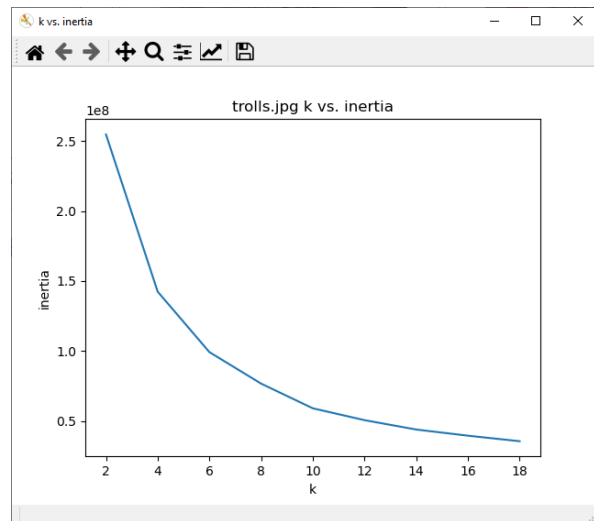 k vs. inertia
trolls.jpg k vs. inertia
1e8
2.5
2.0
1.5
1.0
0.5
inertia
2 4 6 8 10 12 14 16 18
k